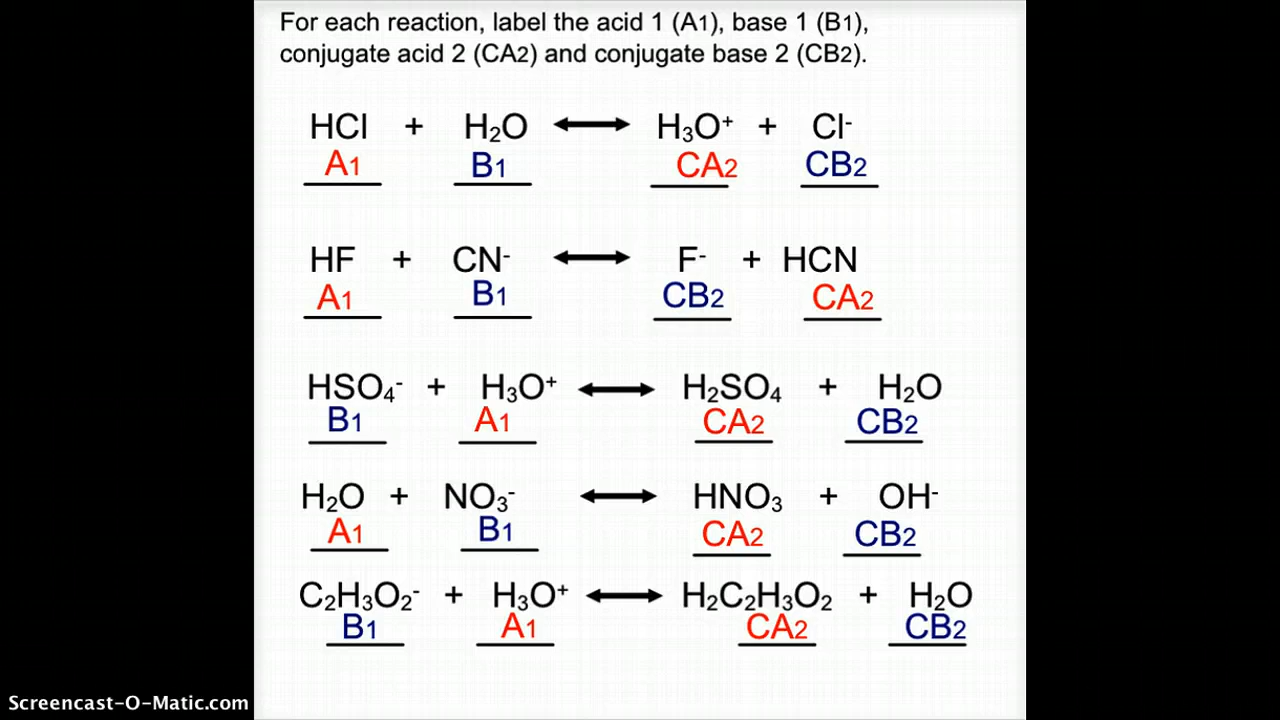 For each reaction, label the acid 1 (A1), base 1 (B1),
conjugate acid 2 (CA2) and conjugate base 2 (CB2).
HCl + H₂O ⟷ H₃O⁺ + Cl⁻
A1 B1 CA2 CB2
HF + CN⁻ ⟷ F⁻ + HCN
A1 B1 CB2 CA2
HSO₄⁻ + H₃O⁺ ⟷ H₂SO₄ + H₂O
B1 A1 CA2 CB2
H₂O + NO₃⁻ ⟷ HNO₃ + OH⁻
A1 B1 CA2 CB2
C₂H₃O₂⁻ + H₃O⁺ ⟷ H₂C₂H₃O₂ + H₂O
B1 A1 CA2 CB2
Screencast-O-Matic.com